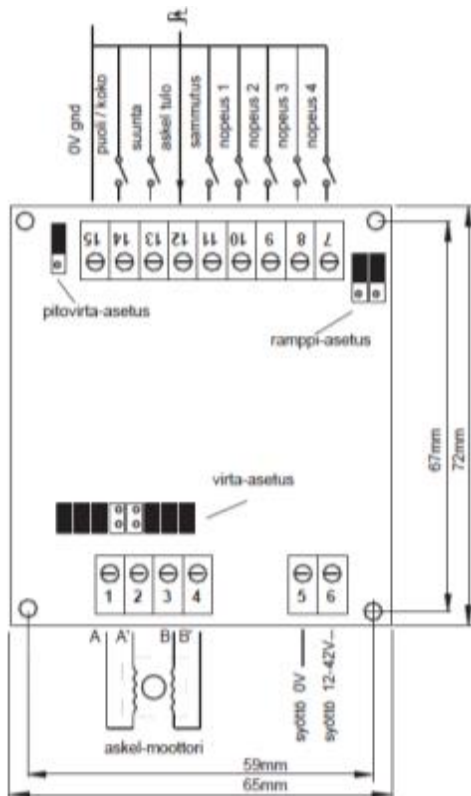 0V gnd
puoli / koko
suunta
askel tulo
sammutus
nopeus 1
nopeus 2
nopeus 3
nopeus 4
15 14 13 12 11 10 9 8 7
pitovirta-asetus
ramppi-asetus
67mm
72mm
virta-asetus
1 2 3 4 5 6
A A' B B'
syöttö 0V
syöttö 12-42V
askel-moottori
59mm
65mm